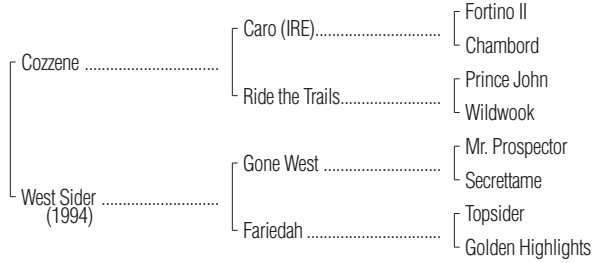 Fortino II
Caro (IRE)..............................
Chambord
Cozzene ................................
Prince John
Ride the Trails.........................
Wildwook
Mr. Prospector
Gone West ............................
Secrettame
West Sider ............................
(1994)
Topsider
Fariedah ................................
Golden Highlights